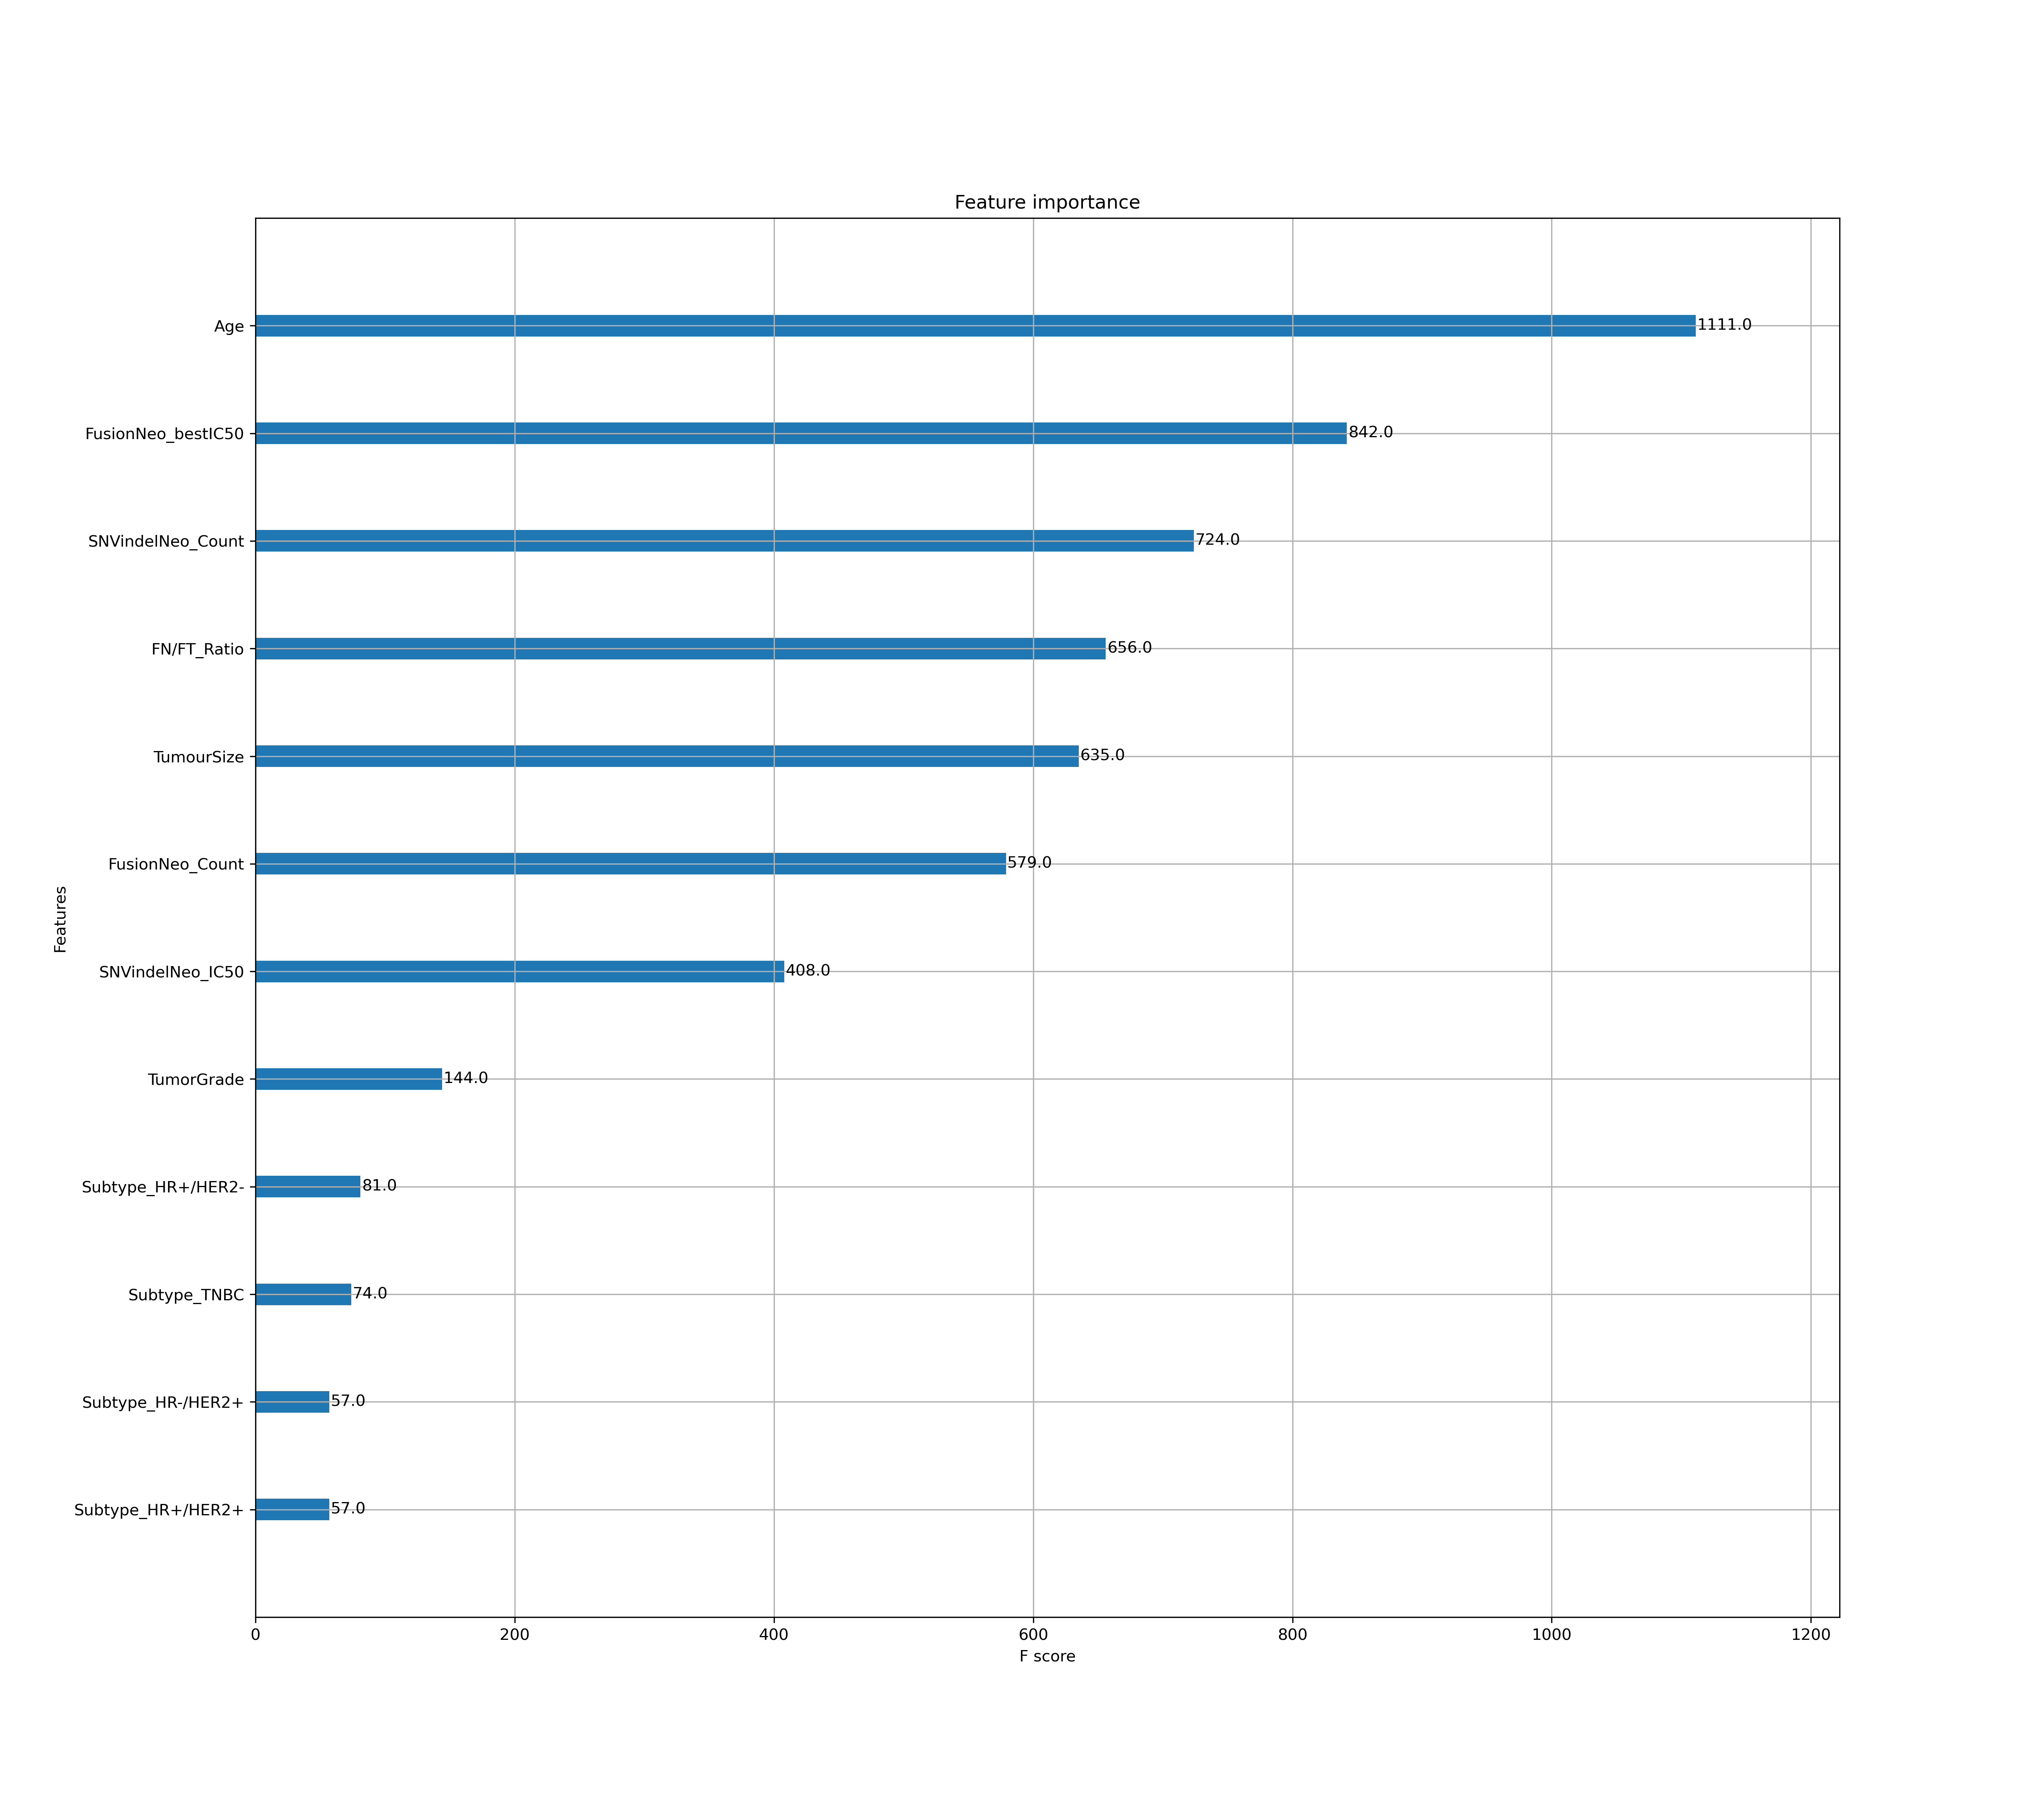 Feature importance
Age
1111.0
FusionNeo_bestIC50
842.0
SNVindelNeo_Count
724.0
FN/FT_Ratio
656.0
TumourSize
635.0
FusionNeo_Count
579.0
SNVindelNeo_IC50
408.0
TumorGrade
144.0
Subtype_HR+/HER2-
81.0
Subtype_TNBC
74.0
Subtype_HR-/HER2+
57.0
Subtype_HR+/HER2+
57.0
Features
0 200 400 600 800 1000 1200
F score